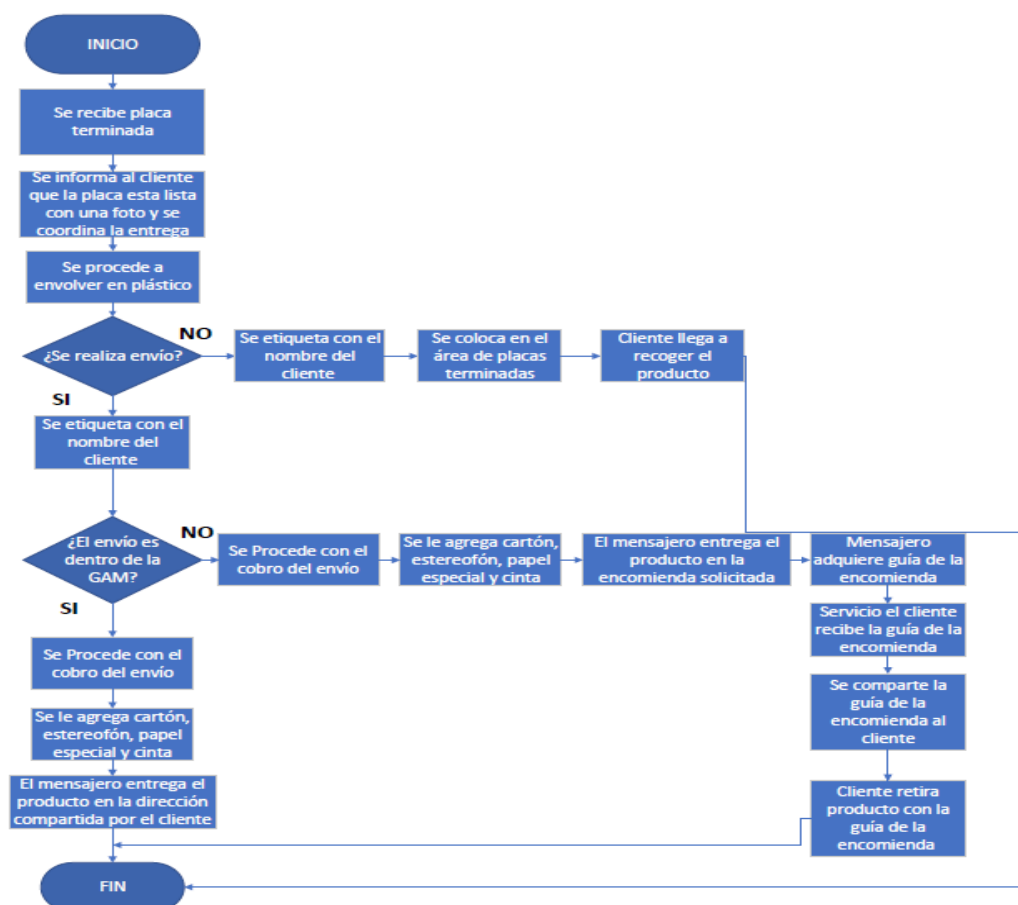 INICIO
Se recibe placa
terminada
Se informa al cliente
que la placa esta lista
con una foto y se
coordina la entrega
Se procede a
envolver en plástico
¿Se realiza envío?
NO
Se etiqueta con el
nombre del
cliente
Se coloca en el
área de placas
terminadas
Cliente llega a
recoger el
producto
SI
Se etiqueta con el
nombre del
cliente
¿El envío es
dentro de la
GAM?
NO
Se Procede con el
cobro del envío
Se le agrega cartón,
estereofón, papel
especial y cinta
El mensajero entrega el
producto en la
encomienda solicitada
Mensajero
adquiere guía de la
encomienda
Servicio el cliente
recibe la guía de la
encomienda
Se comparte la
guía de la
encomienda al
cliente
Cliente retira
producto con la
guía de la
encomienda
SI
Se Procede con el
cobro del envío
Se le agrega cartón,
estereofón, papel
especial y cinta
El mensajero entrega el
producto en la dirección
compartida por el cliente
FIN